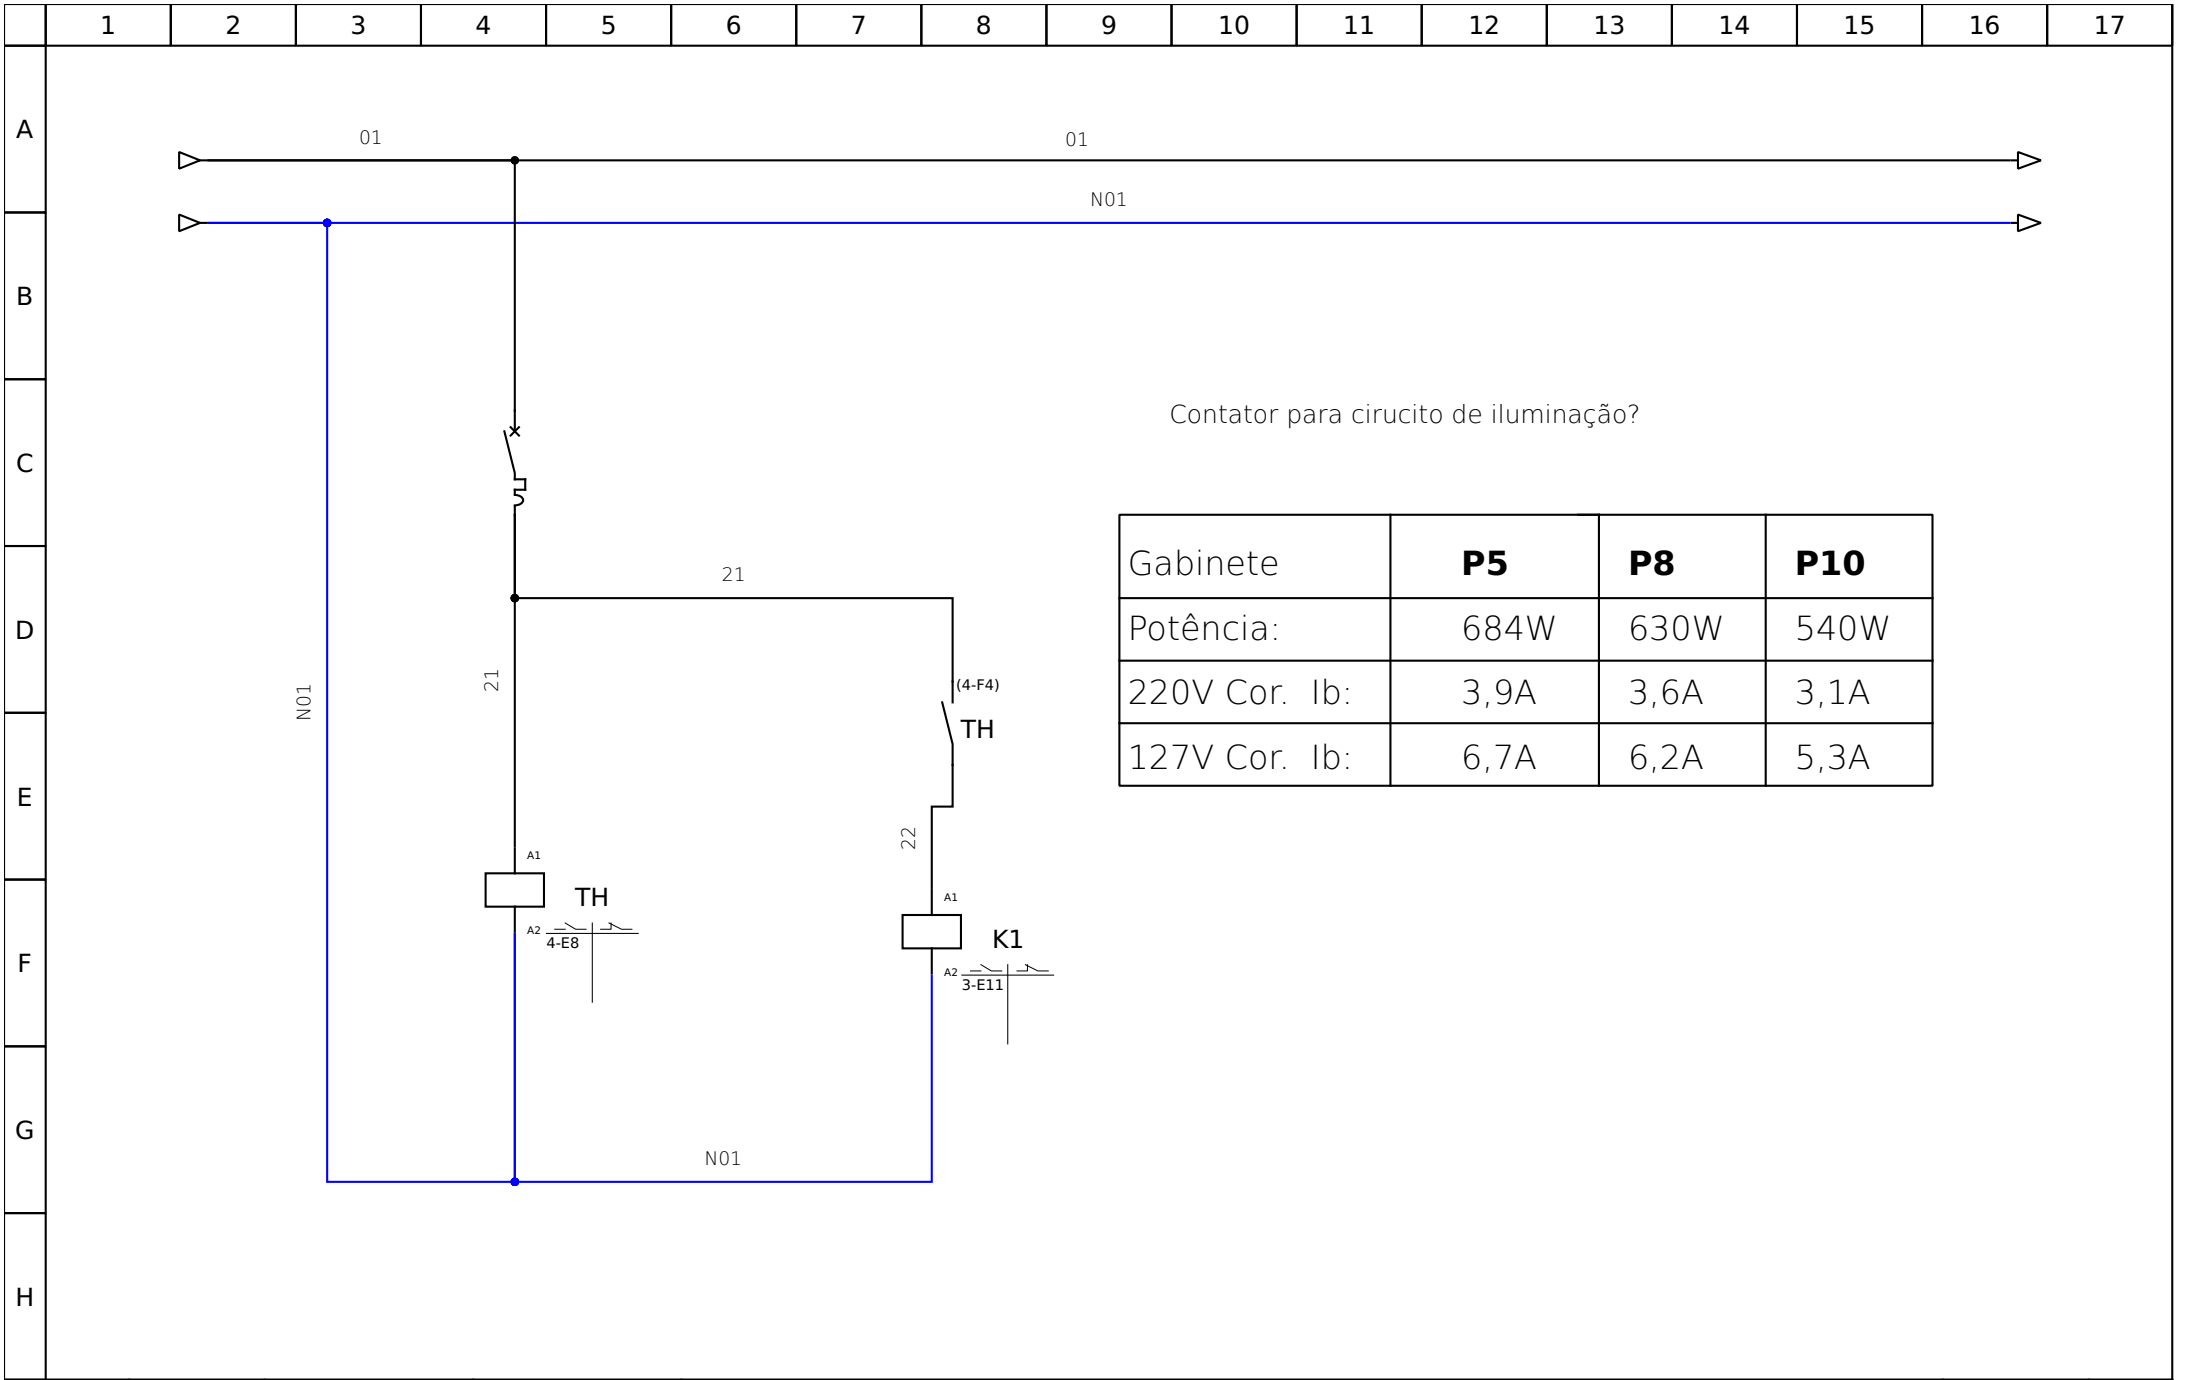 1 2 3 4 5 6 7 8 9 10 11 12 13 14 15 16 17
A
01 01
N01
B
Contator para cirucito de iluminação?
C
Gabinete P5 P8 P10
21
D
Potência: 684W 630W 540W
21
(4-F4)
220V Cor. Ib: 3,9A 3,6A 3,1A
N01
TH
127V Cor. Ib: 6,7A 6,2A 5,3A
E
22
A1
TH
A1
A2
4-E8
K1
F
A2
3-E11
G
N01
H